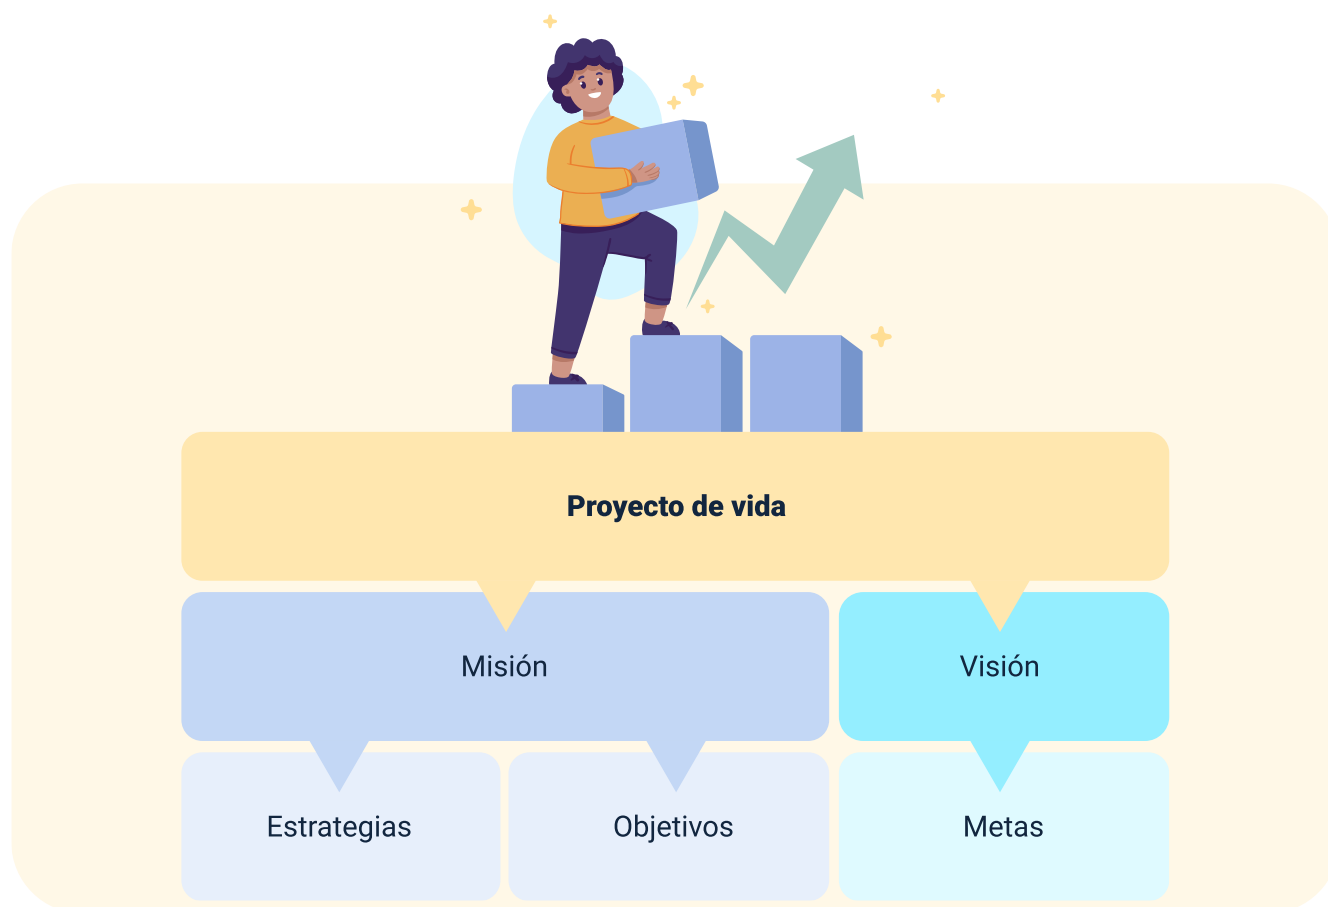 Proyecto de vida
Misión
Visión
Estrategias
Objetivos
Metas